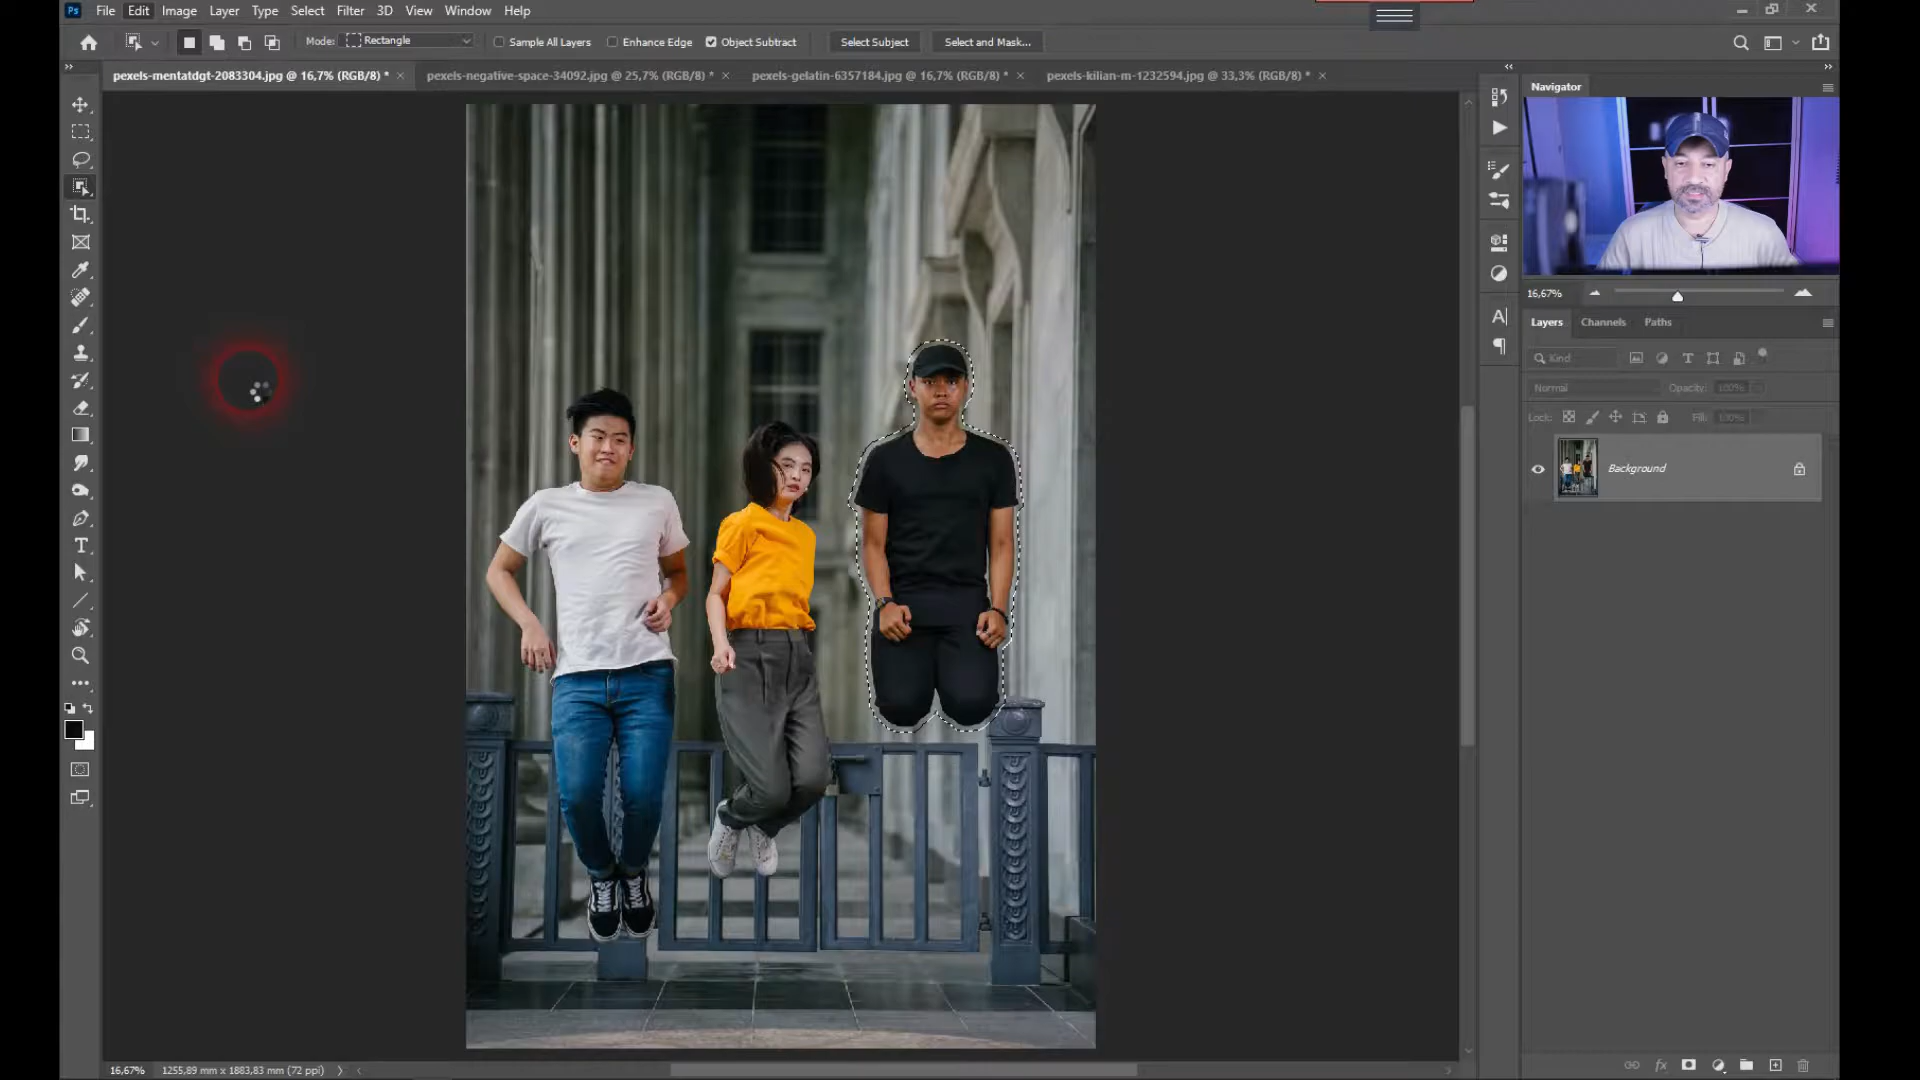 Ps File Edit Image Layer Type Select Filter 3D View Window Help
Mode: Rectangle Sample All Layers Enhance Edge Object Subtract Select Subject Select and Mask...
pexels-mentatdgt-2083304.jpg @ 16,7% (RGB/8) * × pexels-negative-space-34092.jpg @ 25,7% (RGB/8) * × pexels-gelatin-6357184.jpg @ 16,7% (RGB/8) * × pexels-kilian-m-1232594.jpg @ 33,3% (RGB/8) * ×
Navigator
16,67%
Layers Channels Paths
Kind
Normal Opacity: 100%
Lock: Fill: 100%
Background
16,67% 1255,89 mm x 1883,83 mm (72 ppi)